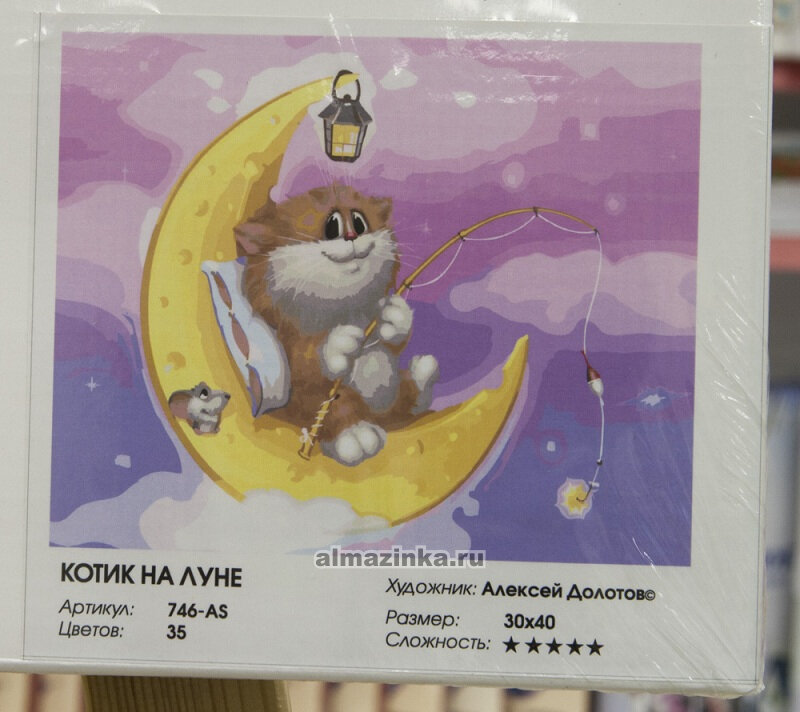 almazinka.ru
КОТИК НА ЛУНЕ
Артикул: 746-AS
Цветов: 35
Художник: Алексей Долотов©
Размер: 30x40
Сложность: ★★★★★